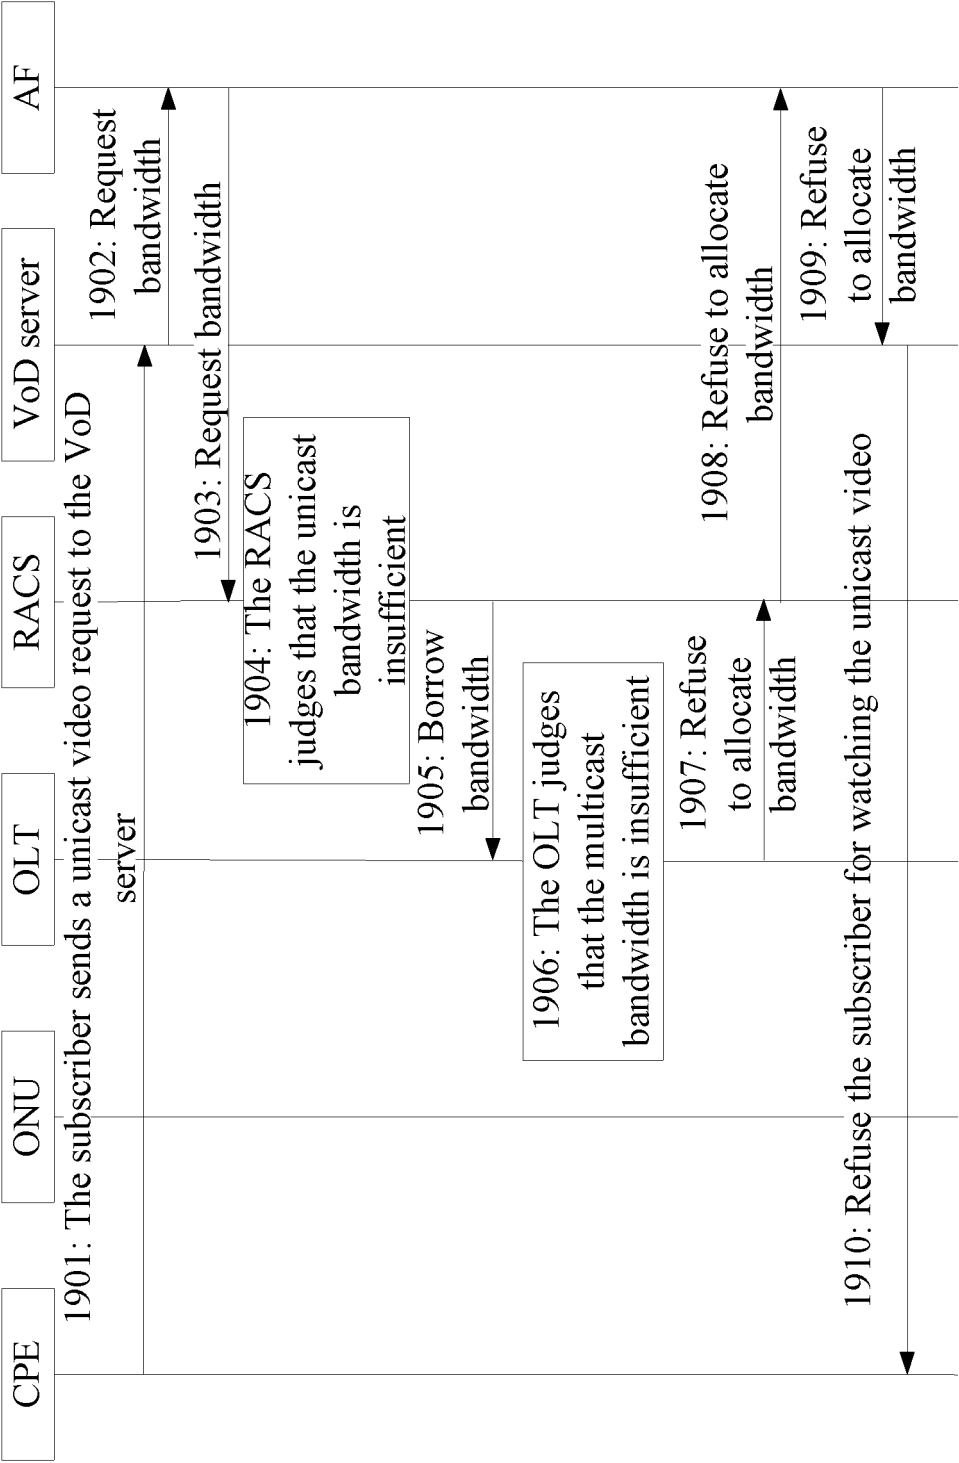 CPE
ONU
OLT
RACS
VoD server
AF
1901: The subscriber sends a unicast video request to the VoD
server
1902: Request
bandwidth
1903: Request bandwidth
1904: The RACS
judges that the unicast
bandwidth is
insufficient
1905: Borrow
bandwidth
1906: The OLT judges
that the multicast
bandwidth is insufficient
1907: Refuse
to allocate
bandwidth
1908: Refuse to allocate
bandwidth
1909: Refuse
to allocate
bandwidth
1910: Refuse the subscriber for watching the unicast video